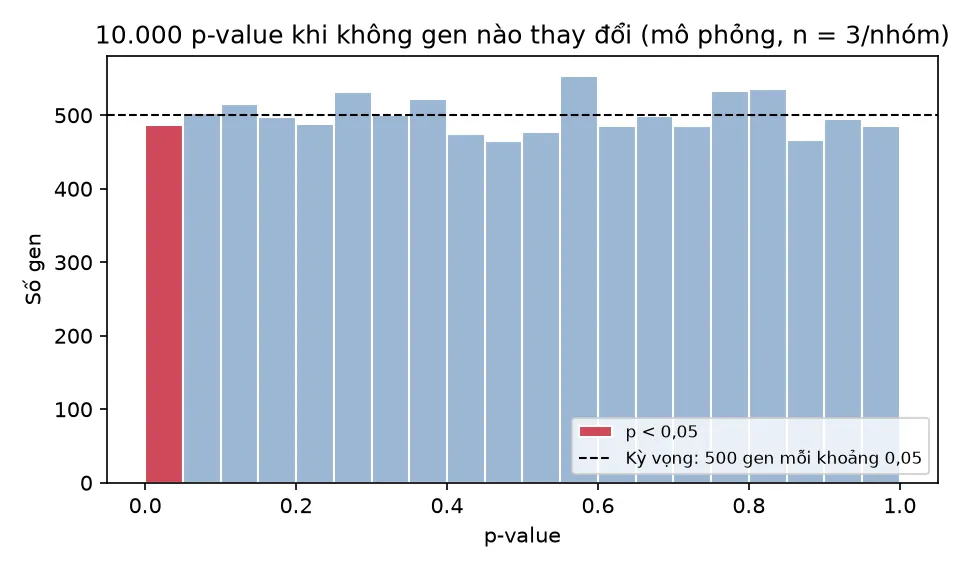 10.000 p-value khi không gen nào thay đổi (mô phỏng, n = 3/nhóm)
Số gen
500
400
300
200
100
0
0.0 0.2 0.4 0.6 0.8 1.0
p-value
p < 0,05
Kỳ vọng: 500 gen mỗi khoảng 0,05